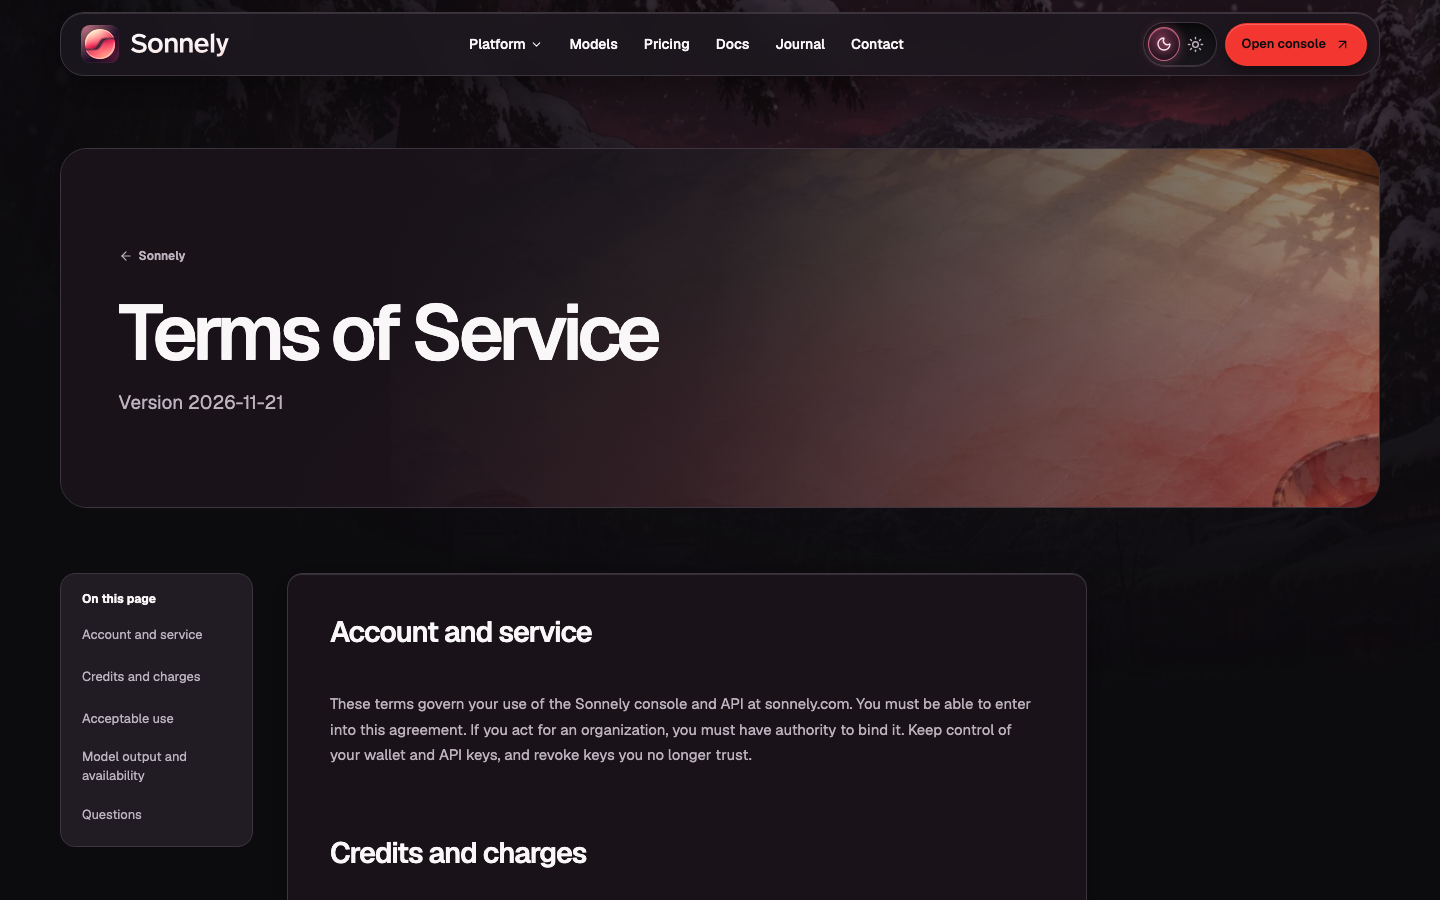 Sonnely
Platform
Models
Pricing
Docs
Journal
Contact
Open console
Sonnely
Terms of Service
Version 2026-11-21
On this page
Account and service
Credits and charges
Acceptable use
Model output and
availability
Questions
Account and service
These terms govern your use of the Sonnely console and API at sonnely.com. You must be able to enter
into this agreement. If you act for an organization, you must have authority to bind it. Keep control of
your wallet and API keys, and revoke keys you no longer trust.
Credits and charges